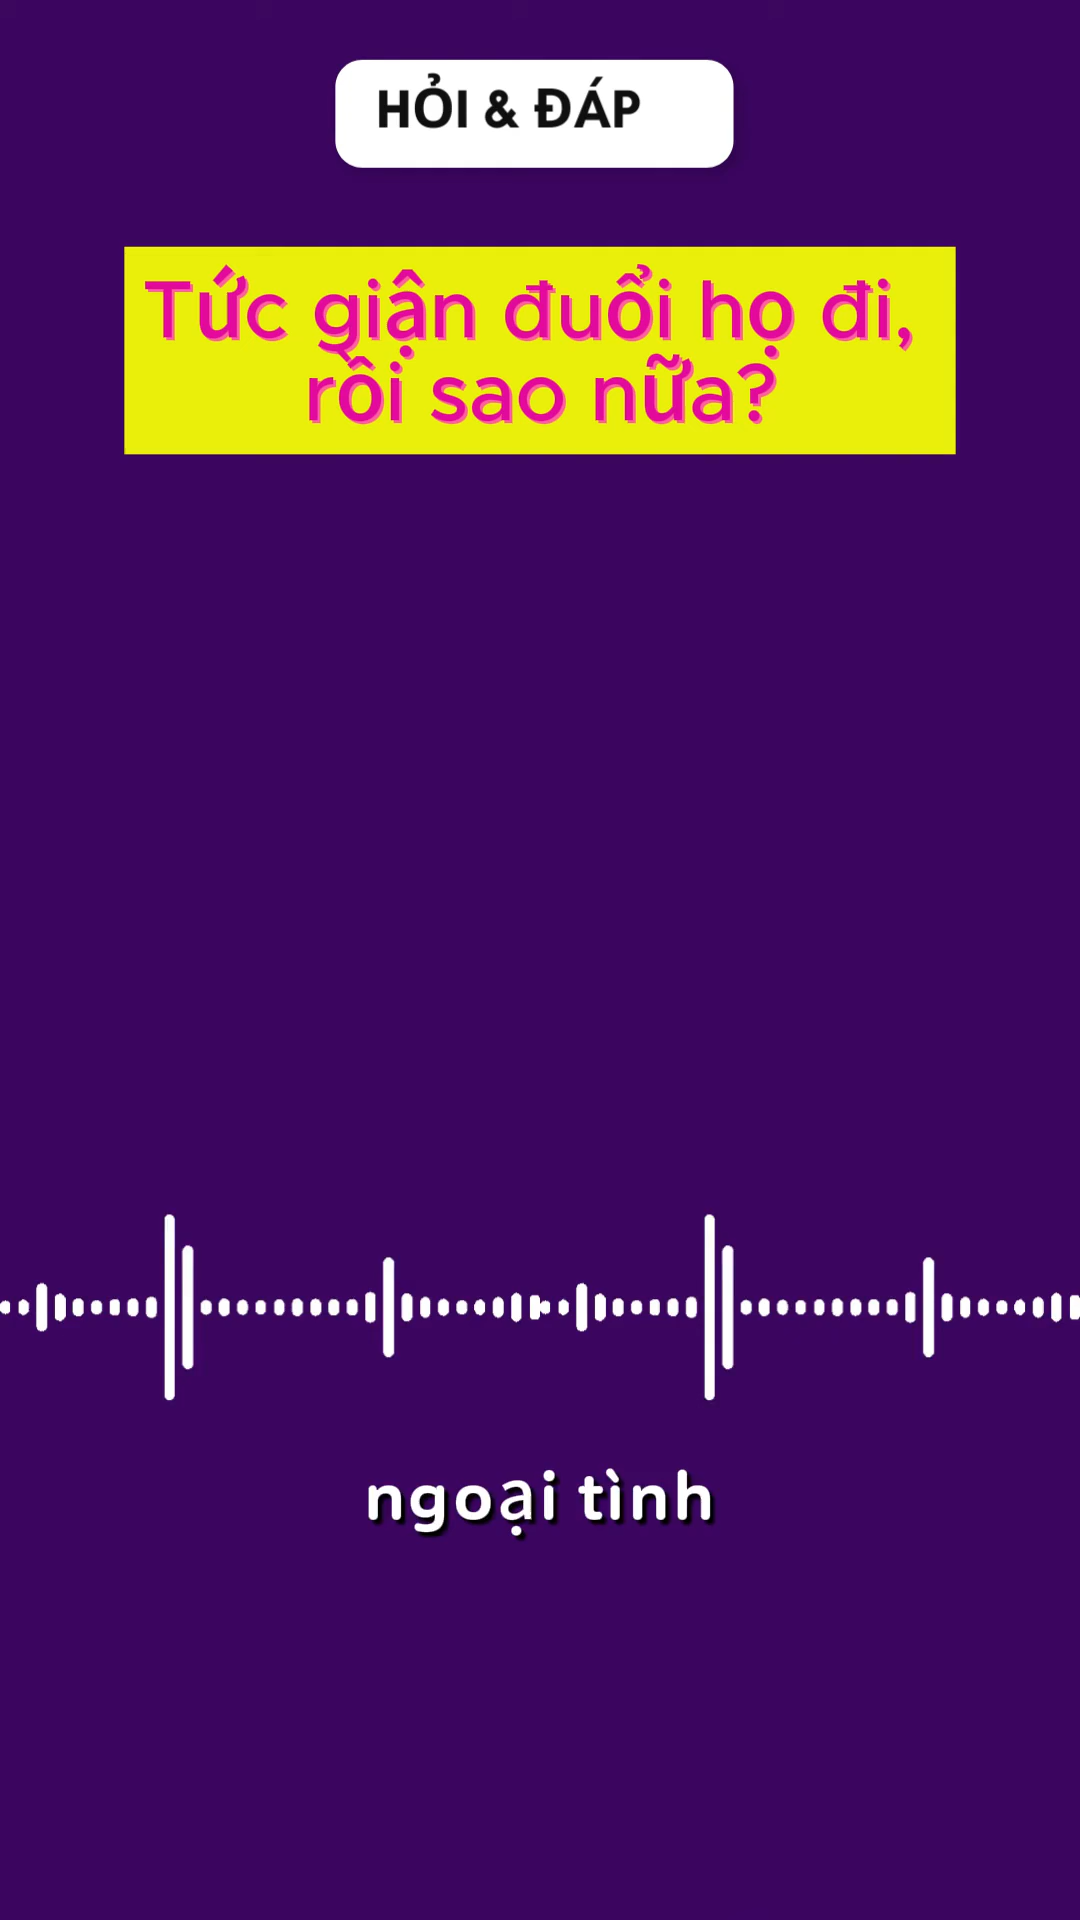 HỎI & ĐÁP
Tức giận đuổi họ đi,
rồi sao nữa?
ngoại tình